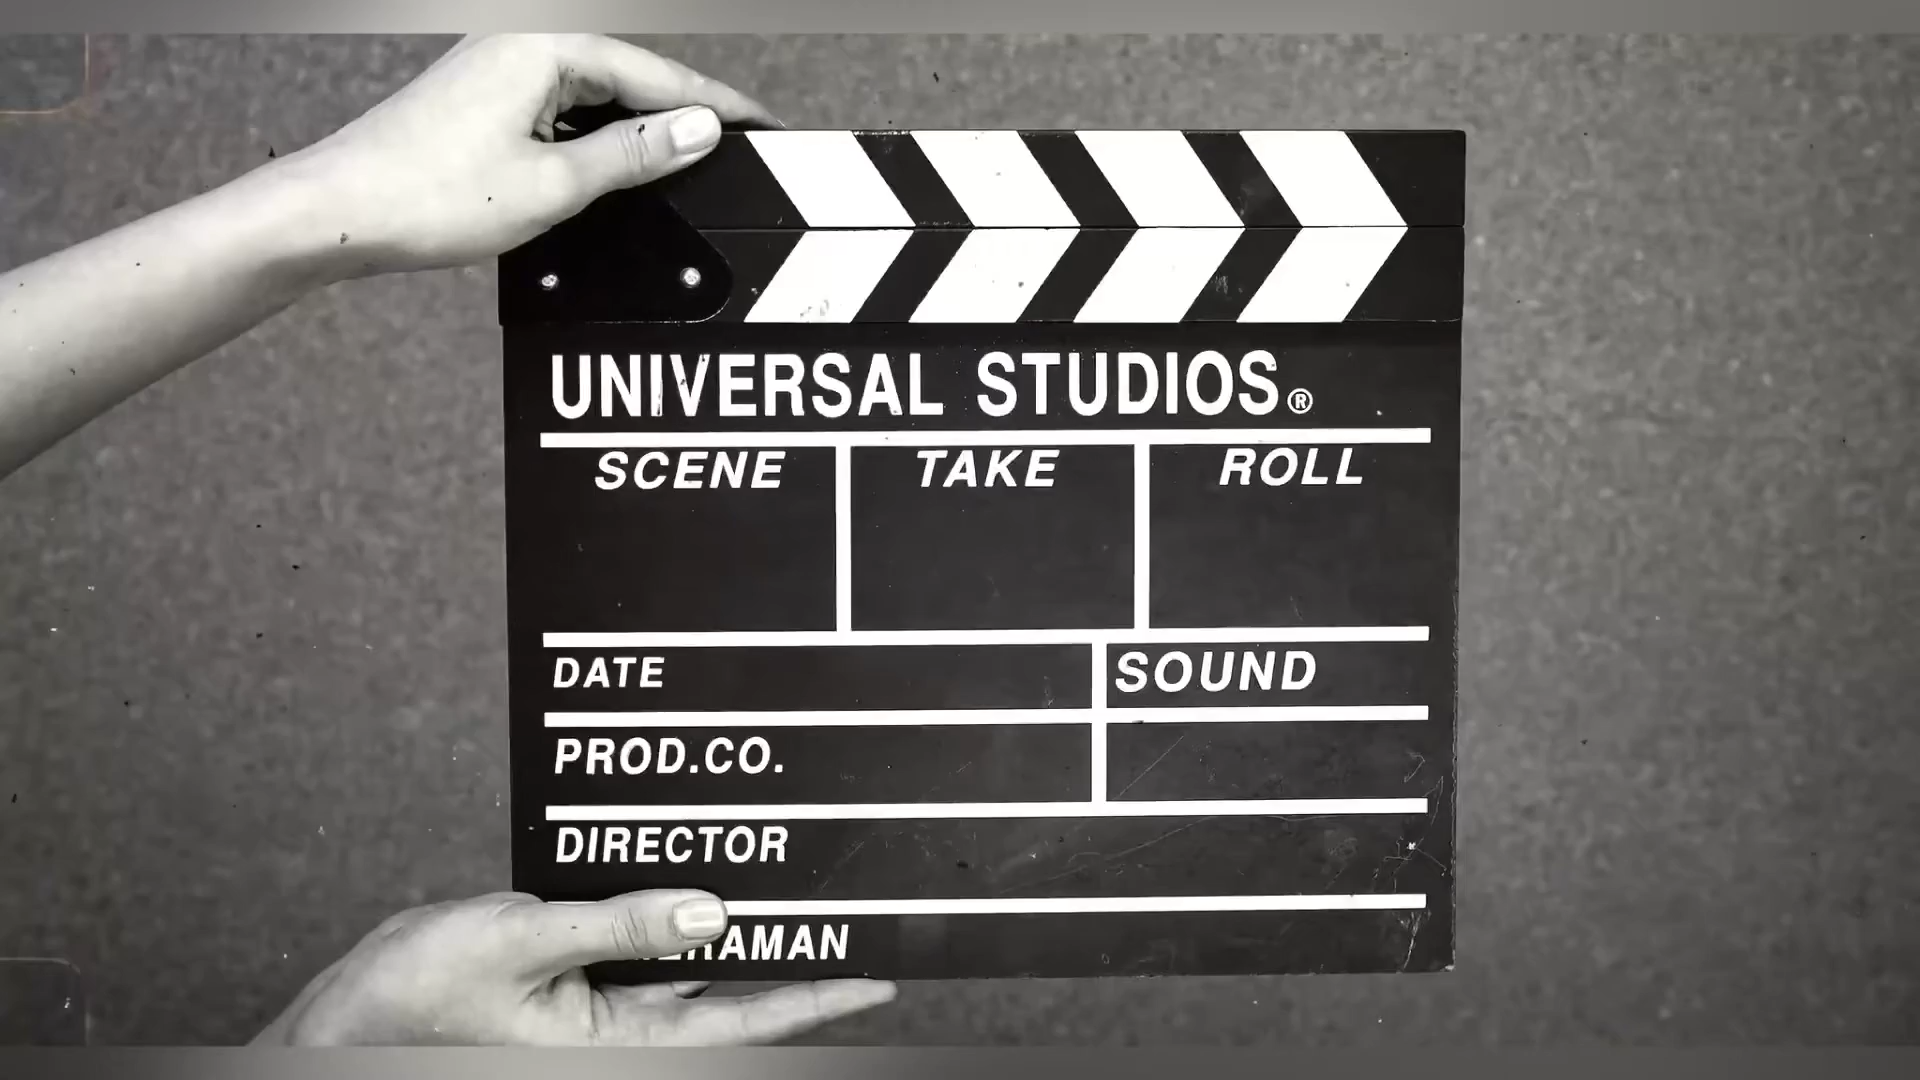 UNIVERSAL STUDIOS®
SCENE TAKE ROLL
DATE SOUND
PROD.CO.
DIRECTOR